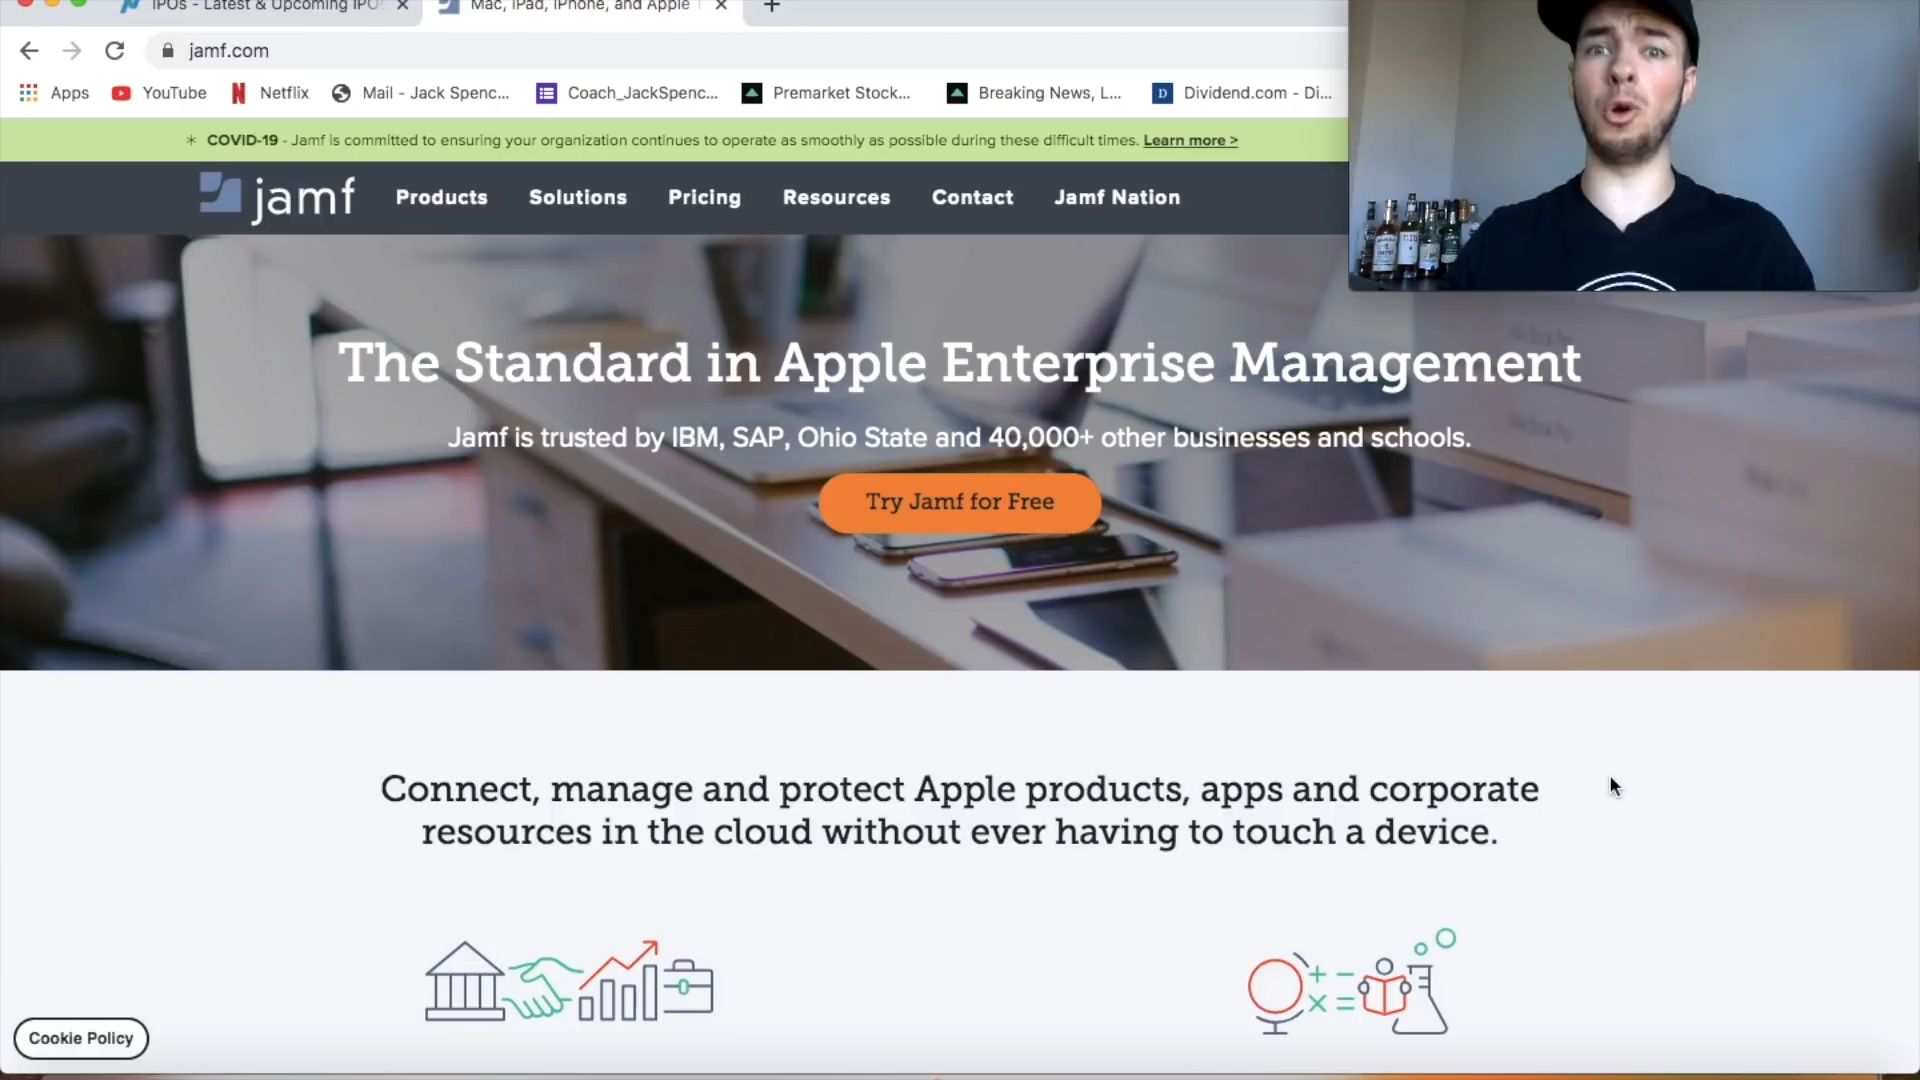 IPOs - Latest & Upcoming IPOs
Mac, iPad, iPhone, and Apple
jamf.com
Apps
YouTube
Netflix
Mail - Jack Spenc...
Coach_JackSpenc...
Premarket Stock...
Breaking News, L...
Dividend.com - Di...
COVID-19 - Jamf is committed to ensuring your organization continues to operate as smoothly as possible during these difficult times. Learn more >
jamf
Products
Solutions
Pricing
Resources
Contact
Jamf Nation
The Standard in Apple Enterprise Management
Jamf is trusted by IBM, SAP, Ohio State and 40,000+ other businesses and schools.
Try Jamf for Free
Connect, manage and protect Apple products, apps and corporate
resources in the cloud without ever having to touch a device.
Cookie Policy